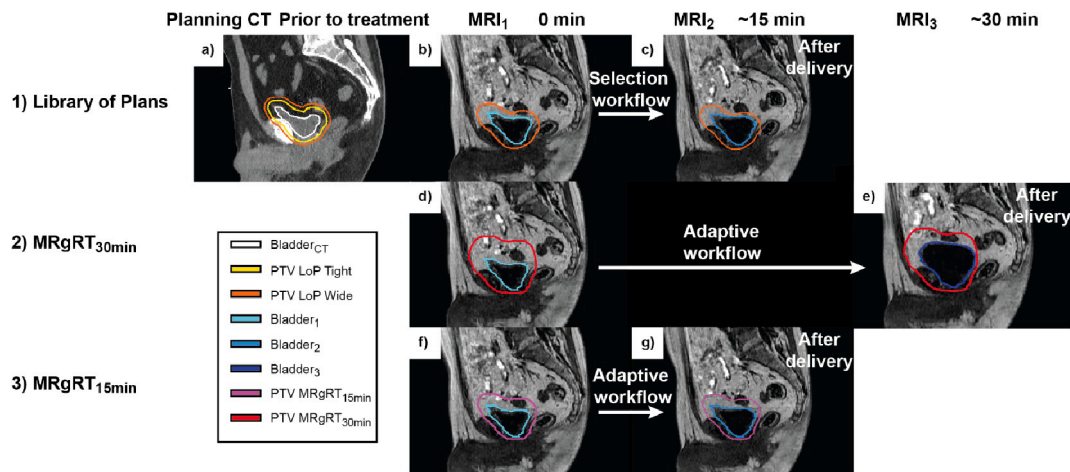 Planning CT Prior to treatment
MRI₁ 0 min
MRI₂ ~15 min
MRI₃ ~30 min
1) Library of Plans
a)
b)
Selection
workflow
c)
After
delivery
2) MRgRT₃₀min
d)
Adaptive
workflow
e)
After
delivery
BladderCT
PTV LoP Tight
PTV LoP Wide
Bladder₁
Bladder₂
Bladder₃
PTV MRgRT₁₅min
PTV MRgRT₃₀min
3) MRgRT₁₅min
f)
Adaptive
workflow
g)
After
delivery